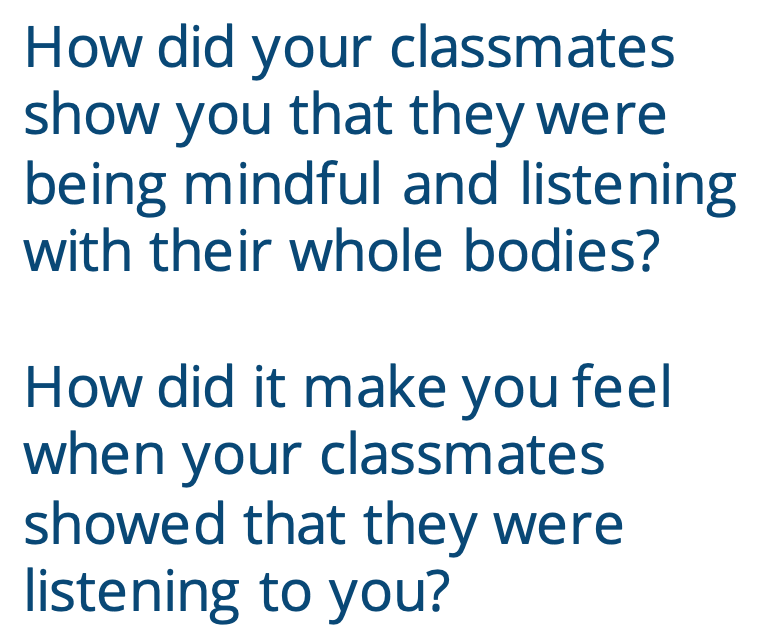 How did your classmates
show you that they were
being mindful and listening
with their whole bodies?
How did it make you feel
when your classmates
showed that they were
listening to you?